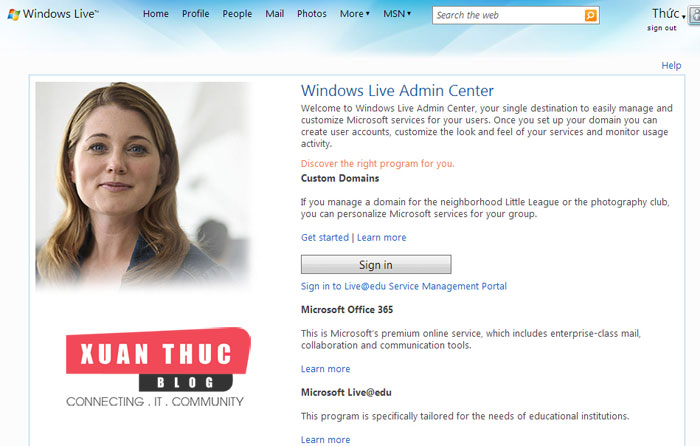 Windows Live™ Home Profile People Mail Photos More MSN Search the web Thức
sign out
Help
Windows Live Admin Center
Welcome to Windows Live Admin Center, your single destination to easily manage and
customize Microsoft services for your users. Once you set up your domain you can
create user accounts, customize the look and feel of your services and monitor usage
activity.
Discover the right program for you.
Custom Domains
If you manage a domain for the neighborhood Little League or the photography club,
you can personalize Microsoft services for your group.
Get started | Learn more
Sign in
Sign in to Live@edu Service Management Portal
Microsoft Office 365
This is Microsoft's premium online service, which includes enterprise-class mail,
collaboration and communication tools.
Learn more
Microsoft Live@edu
This program is specifically tailored for the needs of educational institutions.
Learn more
XUAN THUC
BLOG
CONNECTING . IT . COMMUNITY